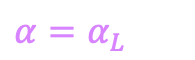 α = α_L